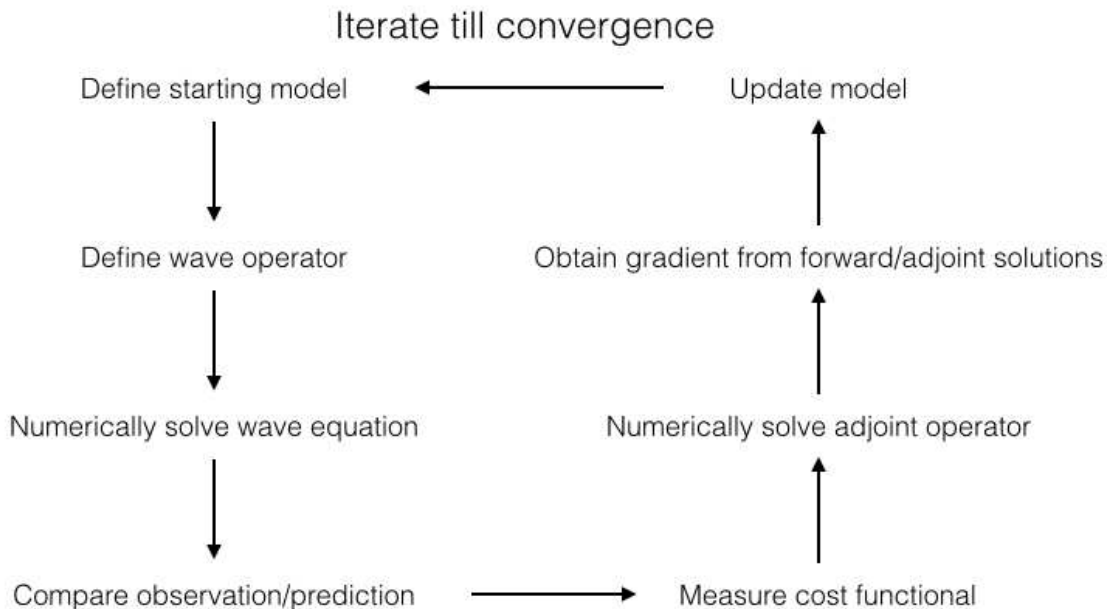 Iterate till convergence
Define starting model
Update model
Define wave operator
Obtain gradient from forward/adjoint solutions
Numerically solve wave equation
Numerically solve adjoint operator
Compare observation/prediction
Measure cost functional